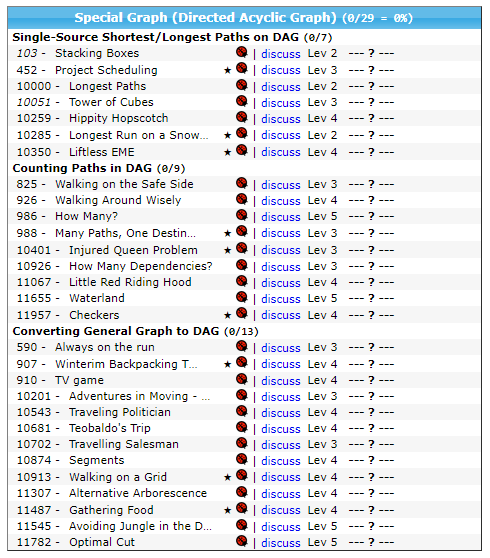 Special Graph (Directed Acyclic Graph) (0/29 = 0%)
Single-Source Shortest/Longest Paths on DAG (0/7)
103 - Stacking Boxes | discuss Lev 2 --- ? ---
452 - Project Scheduling ★ | discuss Lev 3 --- ? ---
10000 - Longest Paths | discuss Lev 2 --- ? ---
10051 - Tower of Cubes | discuss Lev 3 --- ? ---
10259 - Hippity Hopscotch | discuss Lev 4 --- ? ---
10285 - Longest Run on a Snow... ★ | discuss Lev 2 --- ? ---
10350 - Liftless EME ★ | discuss Lev 4 --- ? ---
Counting Paths in DAG (0/9)
825 - Walking on the Safe Side | discuss Lev 3 --- ? ---
926 - Walking Around Wisely | discuss Lev 4 --- ? ---
986 - How Many? | discuss Lev 5 --- ? ---
988 - Many Paths, One Destin... ★ | discuss Lev 3 --- ? ---
10401 - Injured Queen Problem ★ | discuss Lev 3 --- ? ---
10926 - How Many Dependencies? | discuss Lev 3 --- ? ---
11067 - Little Red Riding Hood | discuss Lev 4 --- ? ---
11655 - Waterland | discuss Lev 5 --- ? ---
11957 - Checkers ★ | discuss Lev 4 --- ? ---
Converting General Graph to DAG (0/13)
590 - Always on the run | discuss Lev 3 --- ? ---
907 - Winterim Backpacking T... ★ | discuss Lev 4 --- ? ---
910 - TV game | discuss Lev 4 --- ? ---
10201 - Adventures in Moving - ... | discuss Lev 3 --- ? ---
10543 - Traveling Politician | discuss Lev 4 --- ? ---
10681 - Teobaldo's Trip | discuss Lev 4 --- ? ---
10702 - Travelling Salesman | discuss Lev 3 --- ? ---
10874 - Segments | discuss Lev 4 --- ? ---
10913 - Walking on a Grid ★ | discuss Lev 4 --- ? ---
11307 - Alternative Arborescence | discuss Lev 4 --- ? ---
11487 - Gathering Food ★ | discuss Lev 4 --- ? ---
11545 - Avoiding Jungle in the D... | discuss Lev 5 --- ? ---
11782 - Optimal Cut | discuss Lev 5 --- ? ---